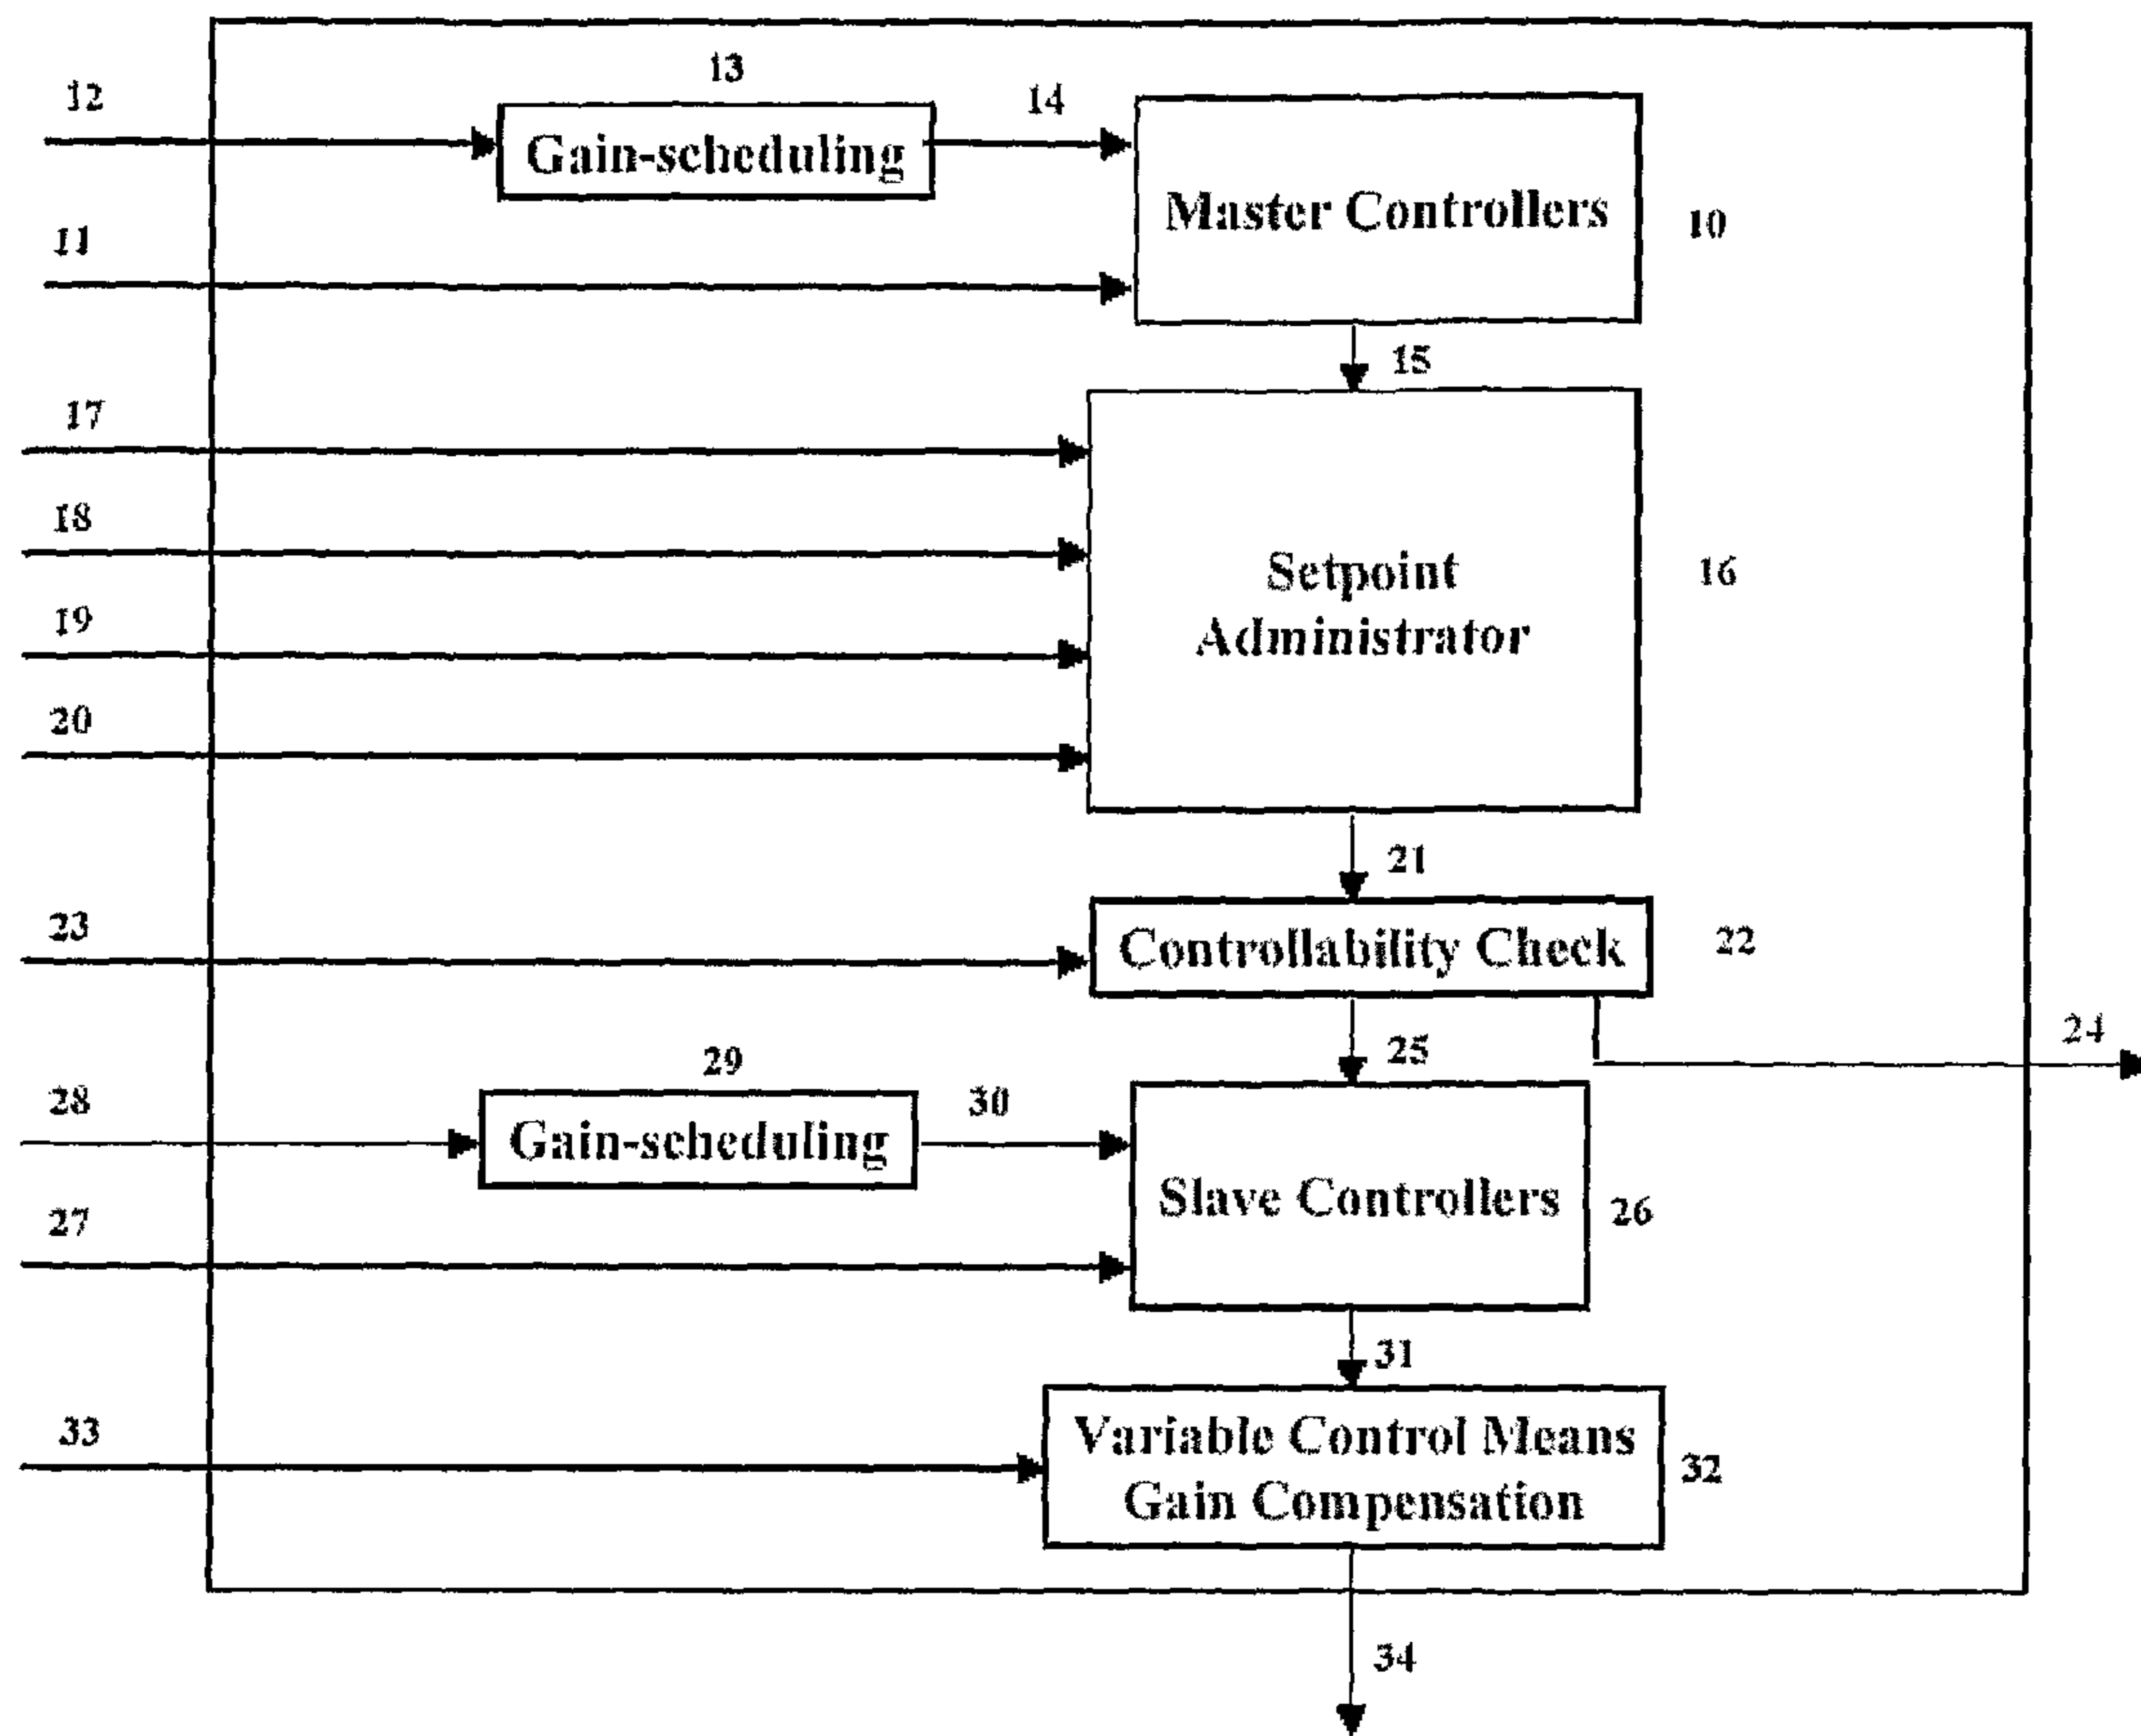 13
12
14
Gain-scheduling
Master Controllers
10
11
15
17
18
Setpoint
Administrator
16
19
20
21
23
Controllability Check
22
24
25
29
28
30
Gain-scheduling
Slave Controllers
26
27
31
33
Variable Control Means
Gain Compensation
32
34